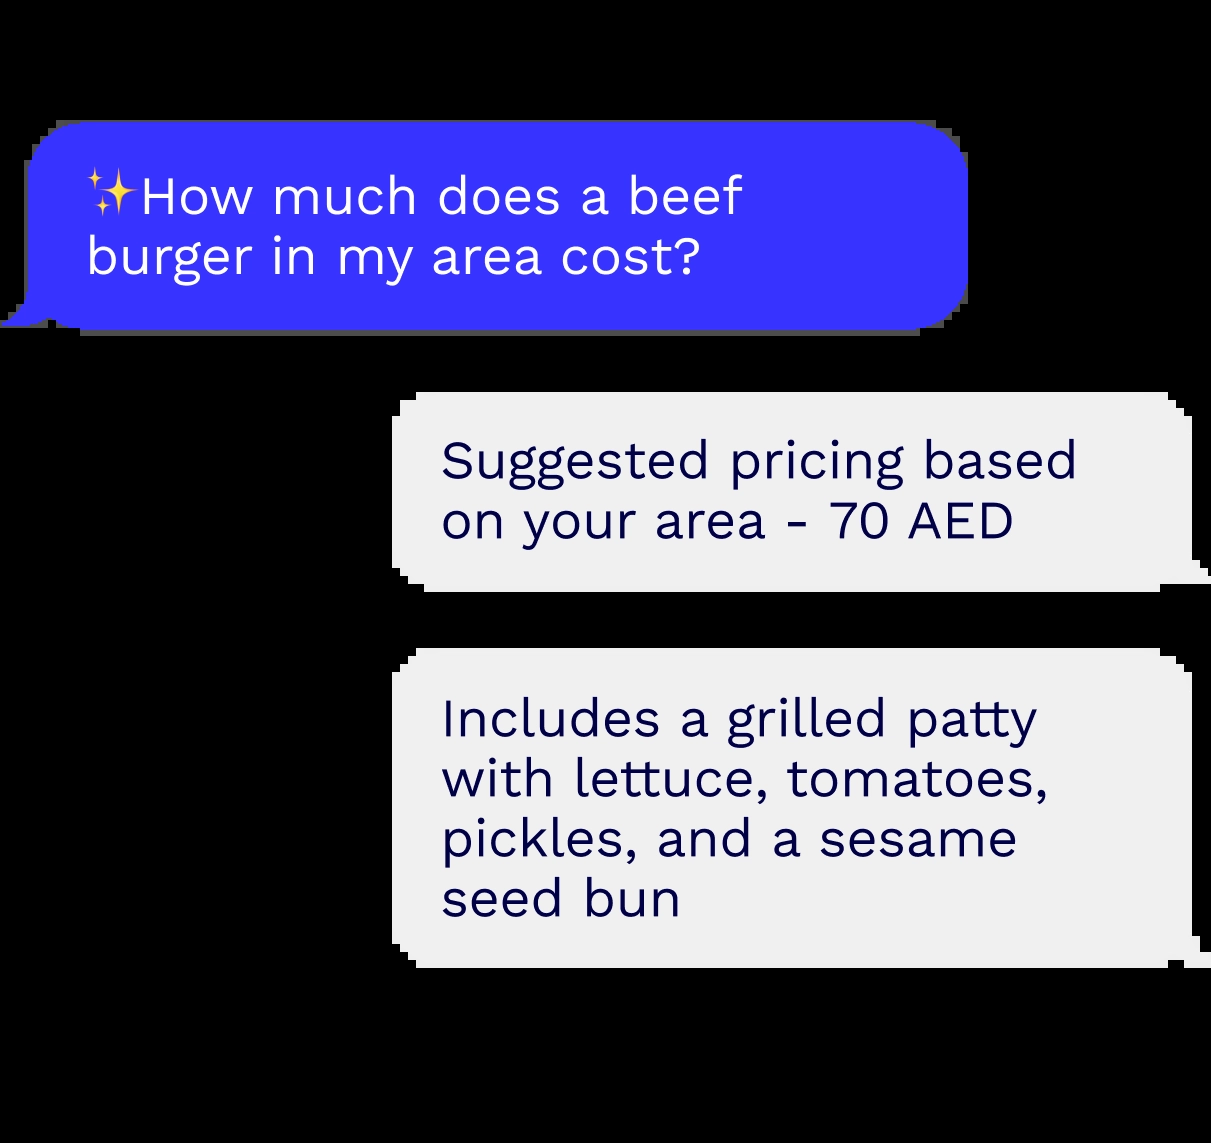 ✨How much does a beef
burger in my area cost?
Suggested pricing based
on your area - 70 AED
Includes a grilled patty
with lettuce, tomatoes,
pickles, and a sesame
seed bun